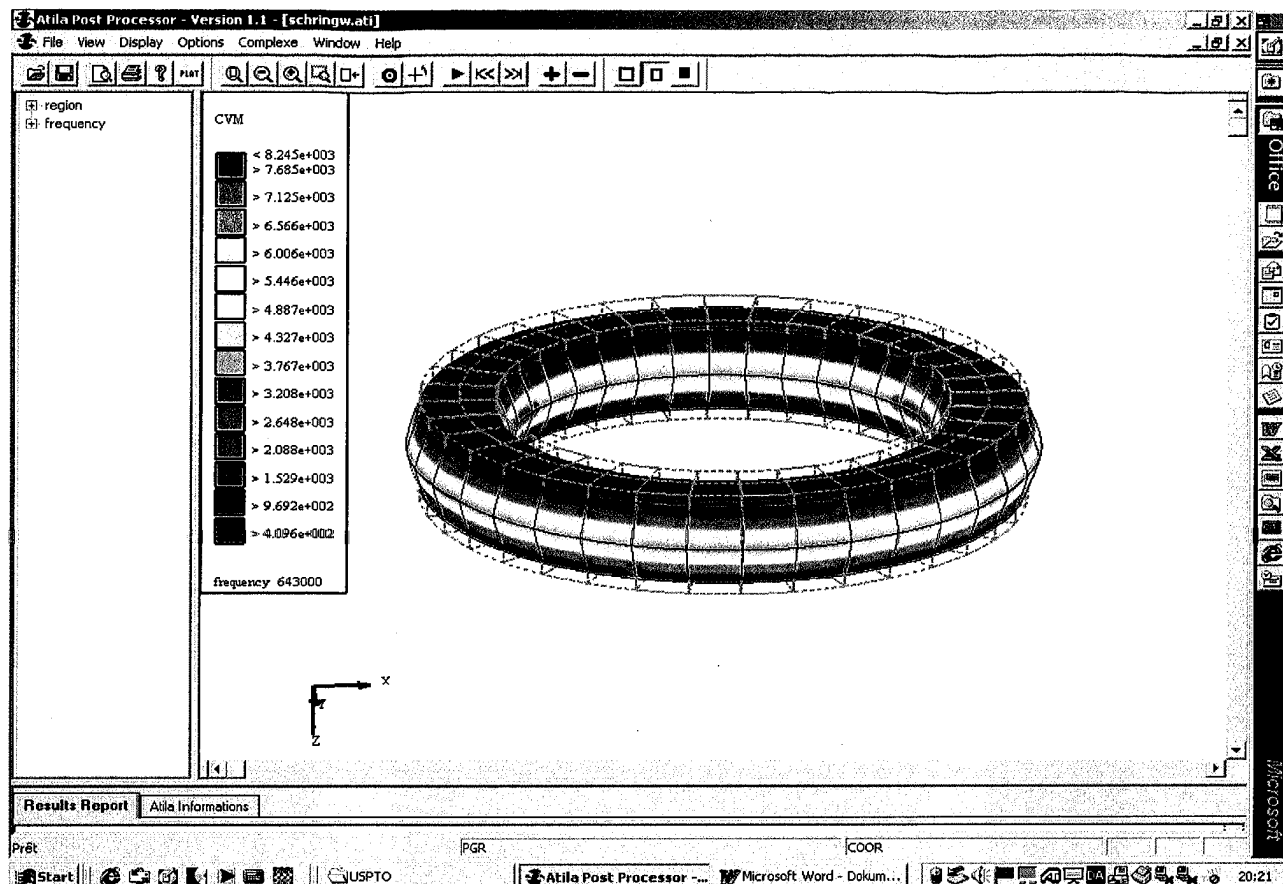 Atila Post Processor - Version 1.1 - [schringw.ati]
File View Display Options Complexe Window Help
PLOT
region
frequency
CVM
< 8.245e+003
> 7.685e+003
> 7.125e+003
> 6.566e+003
> 6.006e+003
> 5.446e+003
> 4.887e+003
> 4.327e+003
> 3.767e+003
> 3.208e+003
> 2.648e+003
> 2.088e+003
> 1.529e+003
> 9.692e+002
> 4.096e+002
frequency 643000
X
Y
Z
Office
Microsoft
Results Report Atila Informations
Prêt PGR COOR
Start USPTO Atila Post Processor -... Microsoft Word - Dokum... 20:21